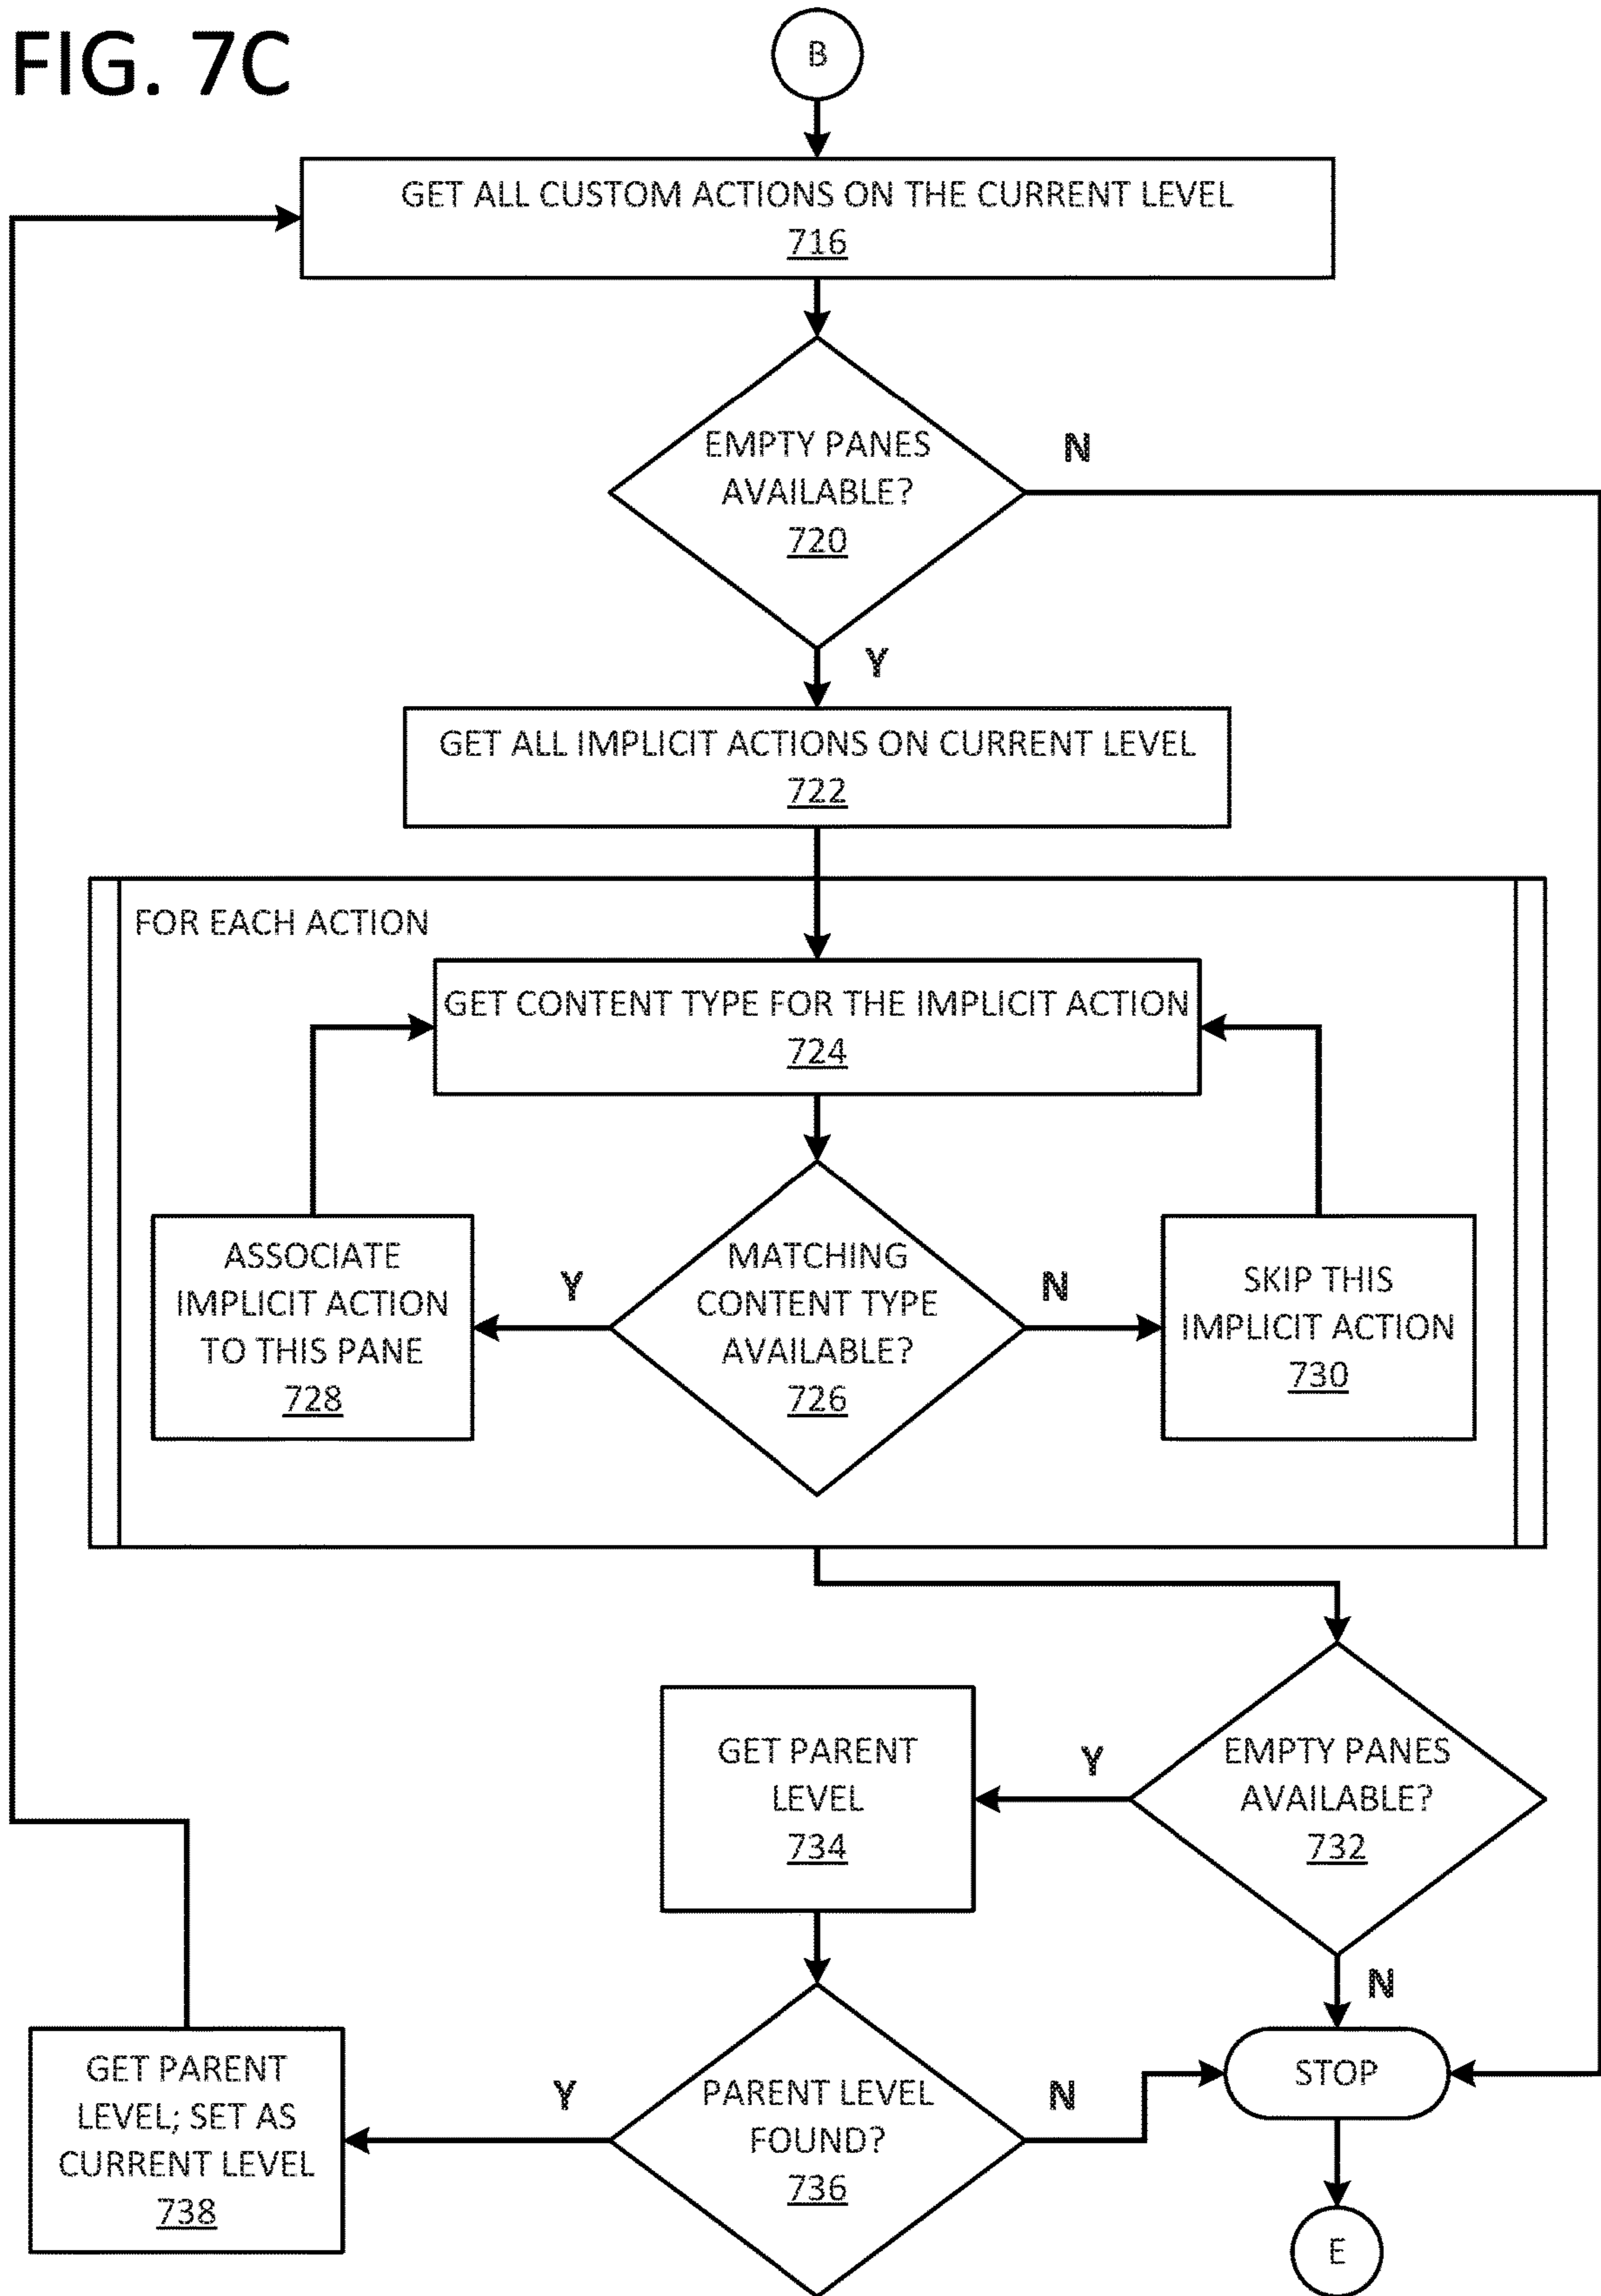 FIG. 7C
B
GET ALL CUSTOM ACTIONS ON THE CURRENT LEVEL
716
EMPTY PANES
AVAILABLE?
720
N
Y
GET ALL IMPLICIT ACTIONS ON CURRENT LEVEL
722
FOR EACH ACTION
GET CONTENT TYPE FOR THE IMPLICIT ACTION
724
ASSOCIATE
IMPLICIT ACTION
TO THIS PANE
728
Y
MATCHING
CONTENT TYPE
AVAILABLE?
726
N
SKIP THIS
IMPLICIT ACTION
730
GET PARENT
LEVEL
734
Y
EMPTY PANES
AVAILABLE?
732
N
GET PARENT
LEVEL; SET AS
CURRENT LEVEL
738
Y
PARENT LEVEL
FOUND?
736
N
STOP
E